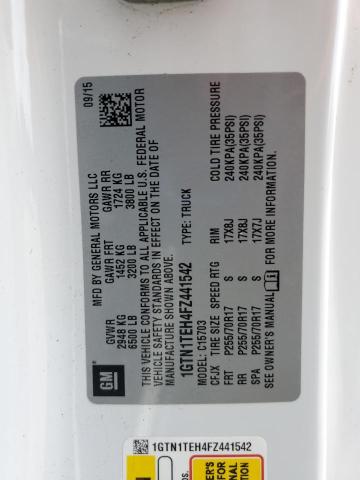 09/15
MFD BY GENERAL MOTORS LLC
GVWR GAWR FRT GAWR RR
2948 KG 1452 KG 1724 KG
6500 LB 3200 LB 3800 LB
THIS VEHICLE CONFORMS TO ALL APPLICABLE U.S. FEDERAL MOTOR
VEHICLE SAFETY STANDARDS IN EFFECT ON THE DATE OF
MANUFACTURE SHOWN ABOVE.
1GTN1TEH4FZ441542 TYPE: TRUCK
CFJX C15703
TIRE SIZE SPEED RTG RIM COLD TIRE PRESSURE
FRT P255/70R17 S 17X8J 240KPA(35PSI)
RR P255/70R17 S 17X8J 240KPA(35PSI)
SPA P255/70R17 S 17X7J 240KPA(35PSI)
SEE OWNER'S MANUAL FOR ADDITIONAL INFORMATION
GM
1GTN1TEH4FZ441542
OWNER'S